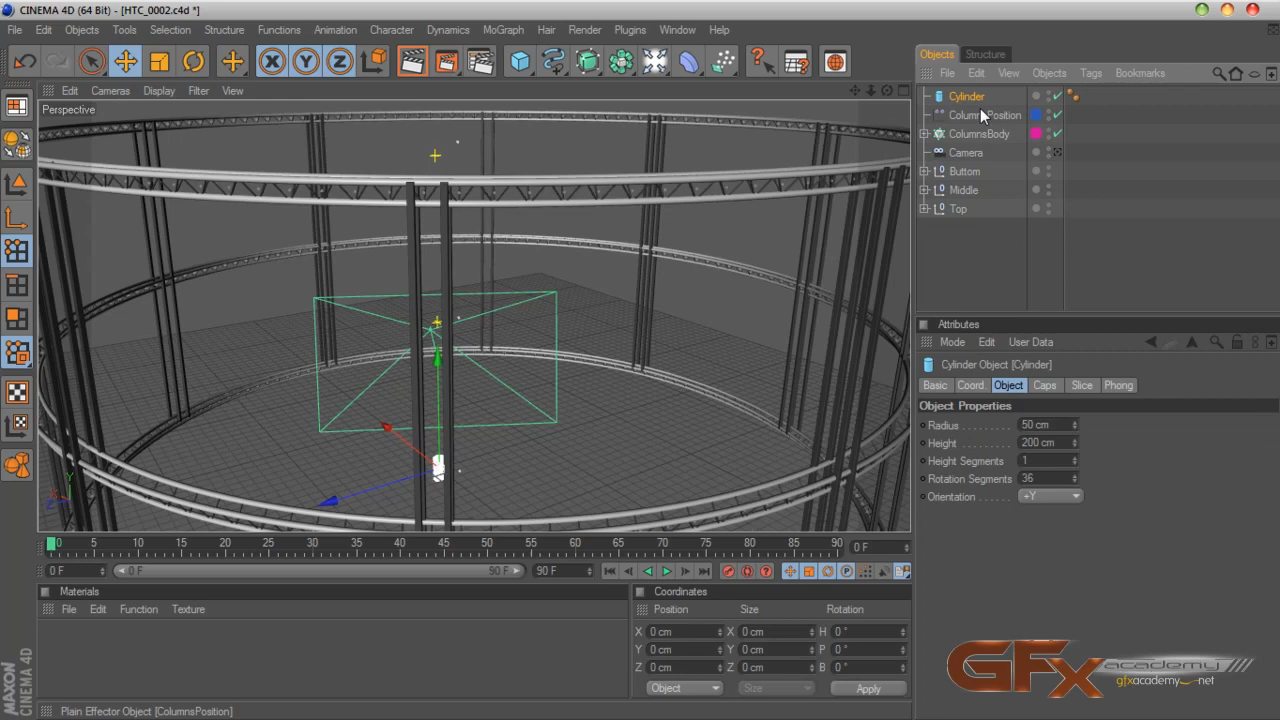 CINEMA 4D (64 Bit) - [HTC_0002.c4d *]
File Edit Objects Tools Selection Structure Functions Animation Character Dynamics MoGraph Hair Render Plugins Window Help
Objects Structure
File Edit View Objects Tags Bookmarks
Edit Cameras Display Filter View
Perspective
Cylinder
ColumnsPosition
ColumnsBody
Camera
Buttom
Middle
Top
Attributes
Mode Edit User Data
Cylinder Object [Cylinder]
Basic Coord Object Caps Slice Phong
Object Properties
Radius 50 cm
Height 200 cm
Height Segments 1
Rotation Segments 36
Orientation +Y
Y
X
Z
0 5 10 15 20 25 30 35 40 45 50 55 60 65 70 75 80 85 90 0 F
0 F 0 F 90 F 90 F
Materials
File Edit Function Texture
Coordinates
Position Size Rotation
X 0 cm X 0 cm H 0 °
Y 0 cm Y 0 cm P 0 °
Z 0 cm Z 0 cm B 0 °
Object Size Apply
MAXON CINEMA 4D
GFx academy
gfxacademy.net
Plain Effector Object [ColumnsPosition]